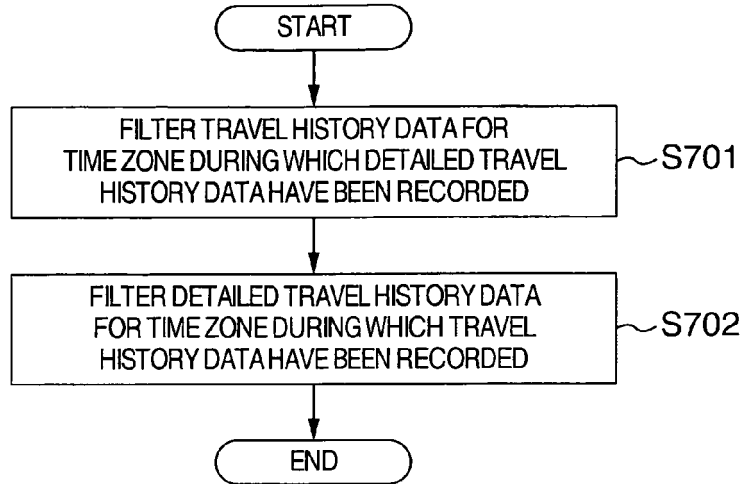 START
FILTER TRAVEL HISTORY DATA FOR
TIME ZONE DURING WHICH DETAILED TRAVEL
HISTORY DATA HAVE BEEN RECORDED
S701
FILTER DETAILED TRAVEL HISTORY DATA
FOR TIME ZONE DURING WHICH TRAVEL
HISTORY DATA HAVE BEEN RECORDED
S702
END